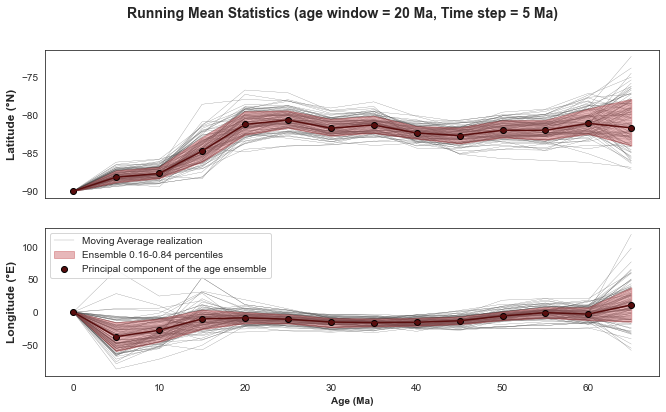 Running Mean Statistics (age window = 20 Ma, Time step = 5 Ma)
Latitude (°N)
−75
−80
−85
−90
Longitude (°E)
100
50
0
−50
Moving Average realization
Ensemble 0.16-0.84 percentiles
Principal component of the age ensemble
0 10 20 30 40 50 60
Age (Ma)